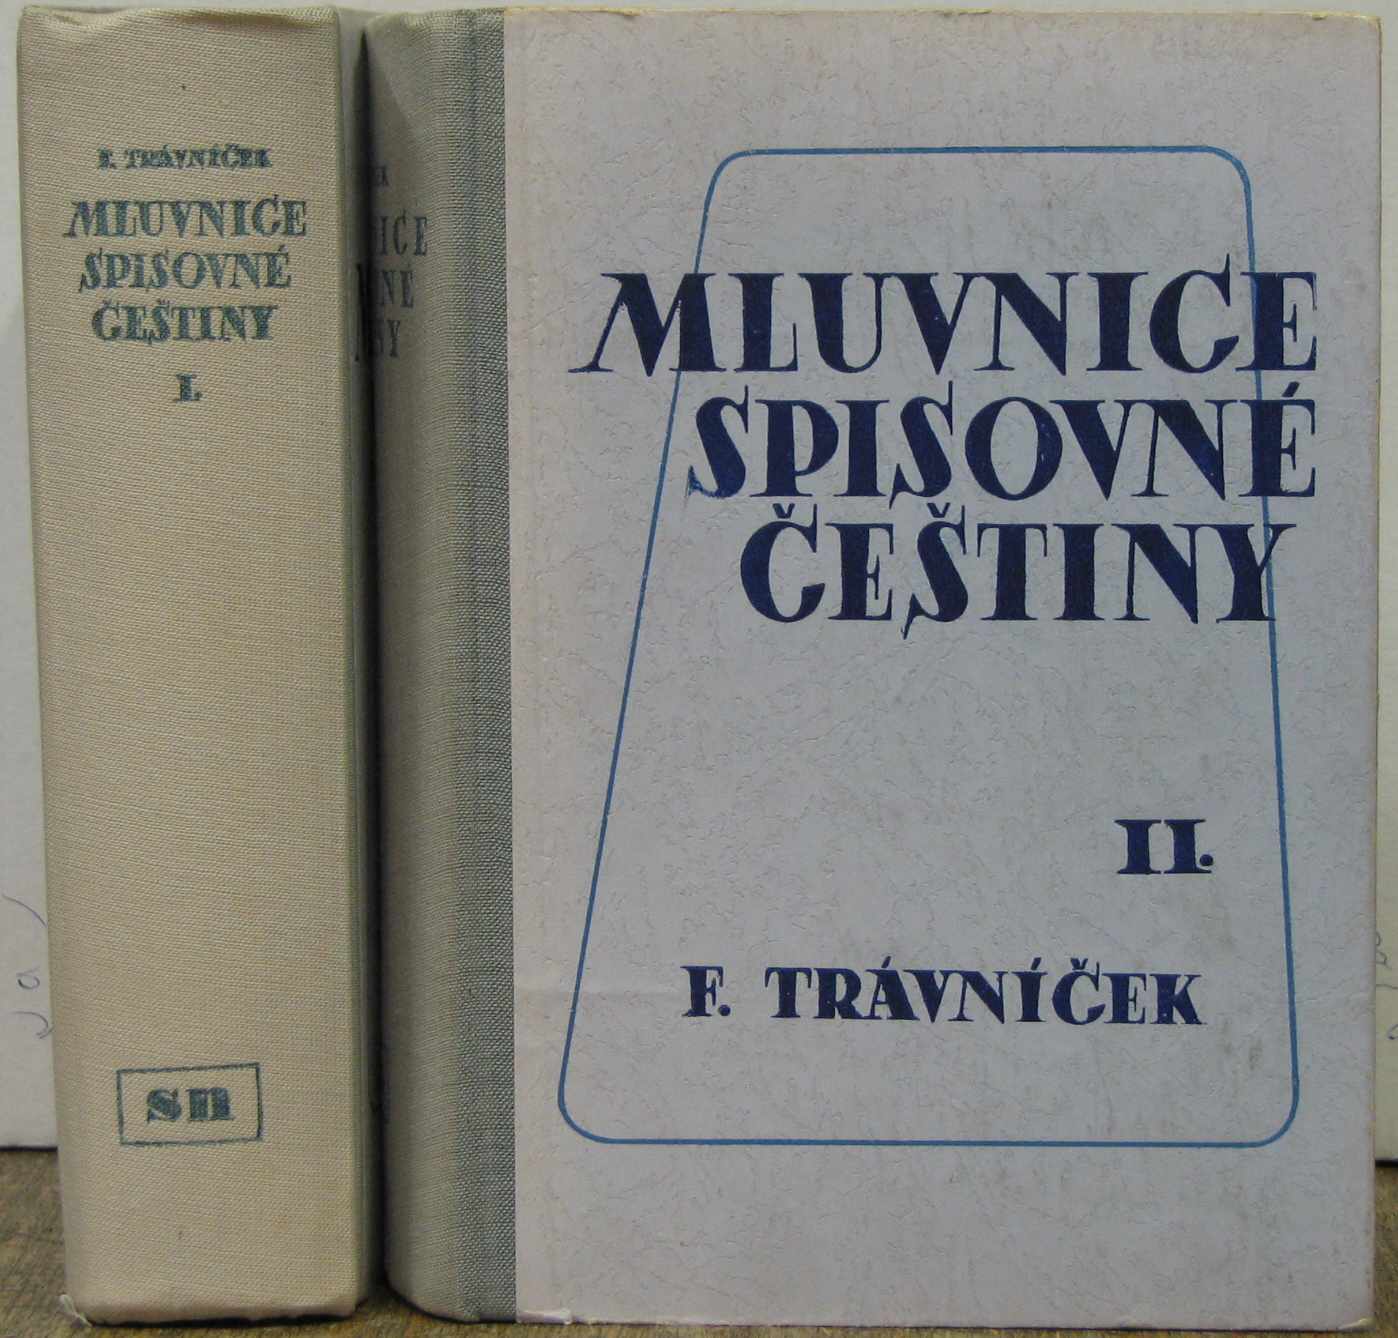 F. TRÁVNÍČEK
MLUVNICE
SPISOVNÉ
ČEŠTINY
I.
sn
MLUVNICE
SPISOVNÉ
ČEŠTINY
II.
F. TRÁVNÍČEK